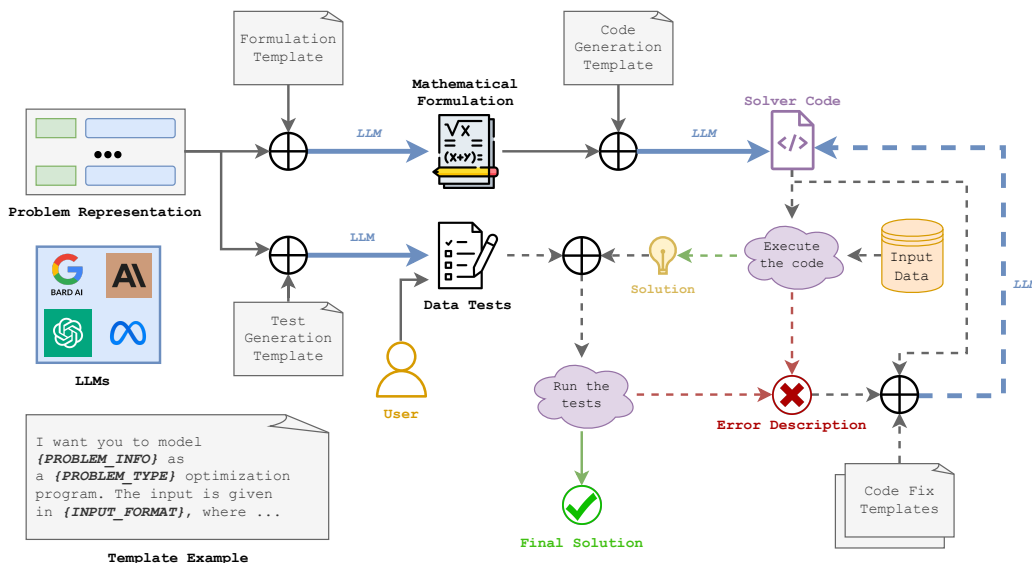 Formulation
Template
Code
Generation
Template
Mathematical
Formulation
Solver Code
LLM
LLM
√x
= =
(x+y)=
</>
Problem Representation
LLM
Execute
the code
Input
Data
BARD AI
Solution
Data Tests
LLM
Test
Generation
Template
LLMs
Run the
tests
User
Error Description
I want you to model
{PROBLEM_INFO} as
a {PROBLEM_TYPE} optimization
program. The input is given
in {INPUT_FORMAT}, where ...
Code Fix
Templates
Final Solution
Template Example